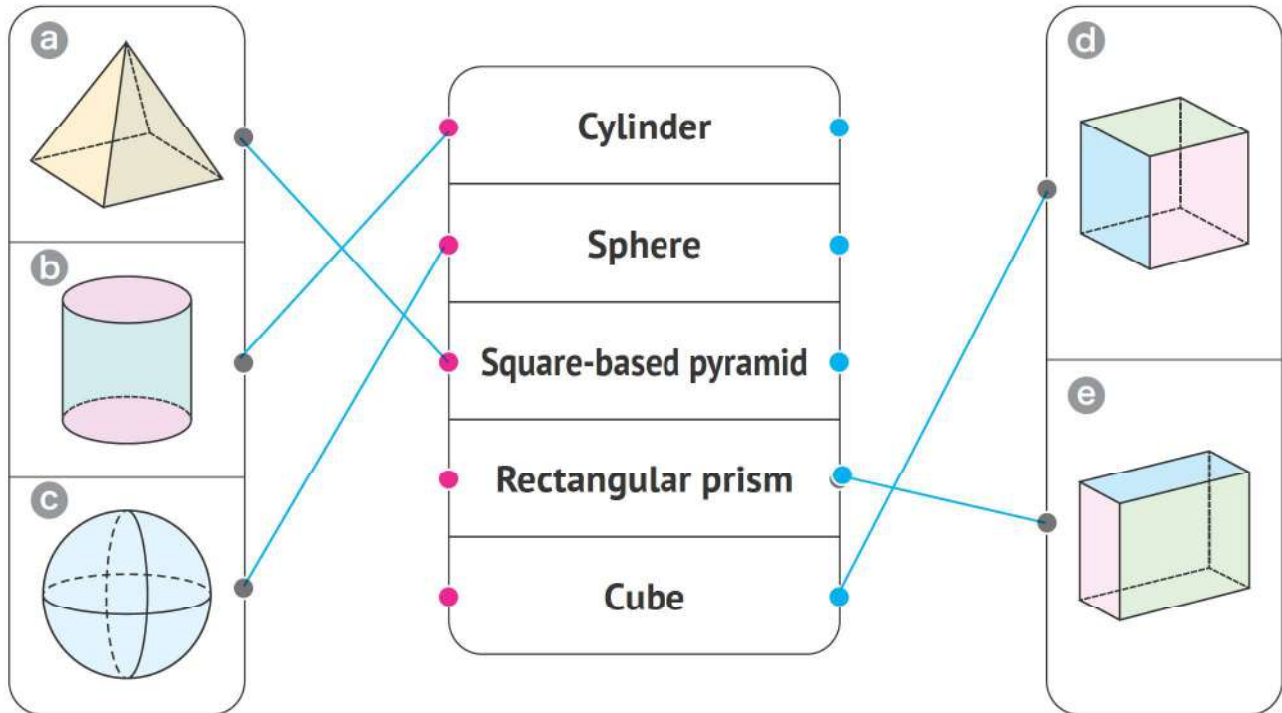 a
b
c
Cylinder
Sphere
Square-based pyramid
Rectangular prism
Cube
d
e